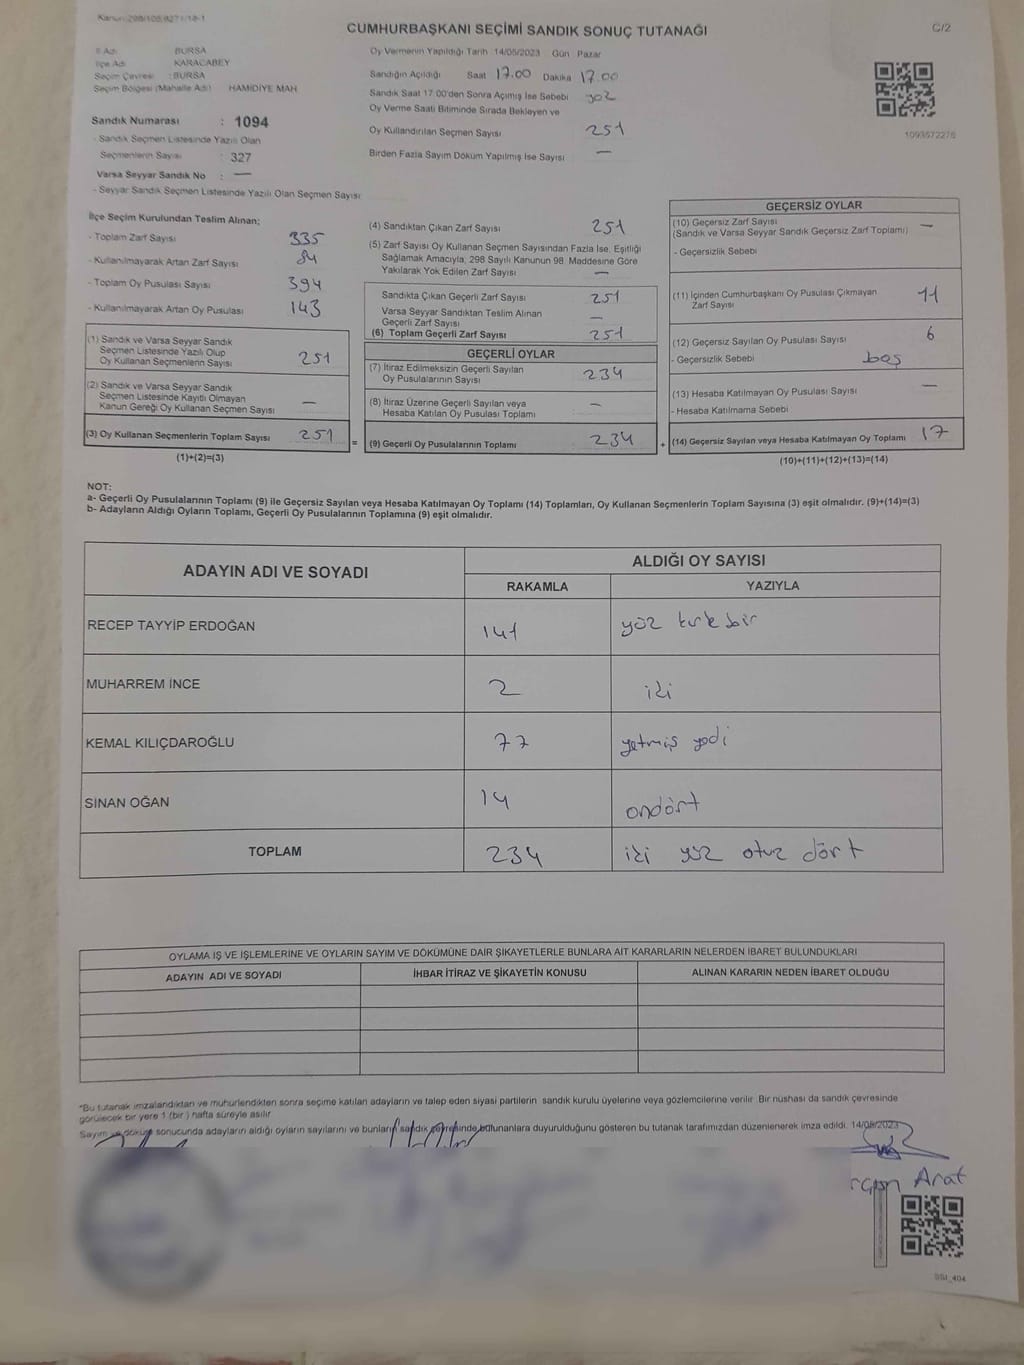 Kanun:298/105,6271/18-1
CUMHURBAŞKANI SEÇİMİ SANDIK SONUÇ TUTANAĞI
C/2
İl Adı BURSA
İlçe Adı KARACABEY
Seçim Çevresi : BURSA
Seçim Bölgesi (Mahalle Adı) HAMİDİYE MAH
Sandık Numarası : 1094
- Sandık Seçmen Listesinde Yazılı Olan
Seçmenlerin Sayısı : 327
Varsa Seyyar Sandık No : —
- Seyyar Sandık Seçmen Listesinde Yazılı Olan Seçmen Sayısı
Oy Vermenin Yapıldığı Tarih 14/05/2023 Gün Pazar
Sandığın Açıldığı Saat 17.00 Dakika 17.00
Sandık Saat 17:00'den Sonra Açımış İse Sebebi
Oy Verme Saati Bitiminde Sırada Bekleyen ve
Oy Kullandırılan Seçmen Sayısı 251
Birden Fazla Sayım Döküm Yapılmış İse Sayısı —
1093572276
İlçe Seçim Kurulundan Teslim Alınan;
- Toplam Zarf Sayısı 335
- Kullanılmayarak Artan Zarf Sayısı 84
- Toplam Oy Pusulası Sayısı 394
- Kullanılmayarak Artan Oy Pusulası 143
(1) Sandık ve Varsa Seyyar Sandık
Seçmen Listesinde Yazılı Olup
Oy Kullanan Seçmenlerin Sayısı 251
(2) Sandık ve Varsa Seyyar Sandık
Seçmen Listesinde Kayıtlı Olmayan
Kanun Gereği Oy Kullanan Seçmen Sayısı —
(3) Oy Kullanan Seçmenlerin Toplam Sayısı 251
(1)+(2)=(3)
(4) Sandıktan Çıkan Zarf Sayısı 251
(5) Zarf Sayısı Oy Kullanan Seçmen Sayısından Fazla İse, Eşitliği
Sağlamak Amacıyla, 298 Sayılı Kanunun 98. Maddesine Göre
Yakılarak Yok Edilen Zarf Sayısı —
Sandıkta Çıkan Geçerli Zarf Sayısı 251
Varsa Seyyar Sandıktan Teslim Alınan
Geçerli Zarf Sayısı —
(6) Toplam Geçerli Zarf Sayısı 251
GEÇERLİ OYLAR
(7) İtiraz Edilmeksizin Geçerli Sayılan
Oy Pusulalarının Sayısı 234
(8) İtiraz Üzerine Geçerli Sayılan veya
Hesaba Katılan Oy Pusulası Toplamı —
= (9) Geçerli Oy Pusulalarının Toplamı 234
GEÇERSİZ OYLAR
(10) Geçersiz Zarf Sayısı —
(Sandık ve Varsa Seyyar Sandık Geçersiz Zarf Toplamı)
- Geçersizlik Sebebi
(11) İçinden Cumhurbaşkanı Oy Pusulası Çıkmayan
Zarf Sayısı 11
(12) Geçersiz Sayılan Oy Pusulası Sayısı 6
- Geçersizlik Sebebi boş
(13) Hesaba Katılmayan Oy Pusulası Sayısı —
- Hesaba Katılmama Sebebi
+ (14) Geçersiz Sayılan veya Hesaba Katılmayan Oy Toplamı 17
(10)+(11)+(12)+(13)=(14)
NOT:
a- Geçerli Oy Pusulalarının Toplamı (9) ile Geçersiz Sayılan veya Hesaba Katılmayan Oy Toplamı (14) Toplamları, Oy Kullanan Seçmenlerin Toplam Sayısına (3) eşit olmalıdır. (9)+(14)=(3)
b- Adayların Aldığı Oyların Toplamı, Geçerli Oy Pusulalarının Toplamına (9) eşit olmalıdır.
ADAYIN ADI VE SOYADI ALDIĞI OY SAYISI
RAKAMLA YAZIYLA
RECEP TAYYİP ERDOĞAN 141 yüz kırk bir
MUHARREM İNCE 2 iki
KEMAL KILIÇDAROĞLU 77 yetmiş yedi
SİNAN OĞAN 14 ondört
TOPLAM 234 iki yüz otuz dört
OYLAMA İŞ VE İŞLEMLERİNE VE OYLARIN SAYIM VE DÖKÜMÜNE DAİR ŞİKAYETLERLE BUNLARA AİT KARARLARIN NELERDEN İBARET BULUNDUKLARI
ADAYIN ADI VE SOYADI İHBAR İTİRAZ VE ŞİKAYETİN KONUSU ALINAN KARARIN NEDEN İBARET OLDUĞU
*Bu tutanak imzalandıktan ve mühürlendikten sonra seçime katılan adayların ve talep eden siyasi partilerin sandık kurulu üyelerine veya gözlemcilerine verilir. Bir nüshası da sandık çevresinde
görülecek bir yere 1 (bir ) hafta süreyle asılır.
Sayım ve döküm sonucunda adayların aldığı oyların sayılarını ve bunların sandık çevresinde bulunanlara duyurulduğunu gösteren bu tutanak tarafımızdan düzenlenerek imza edildi. 14/05/2023
Arat
SSI_404